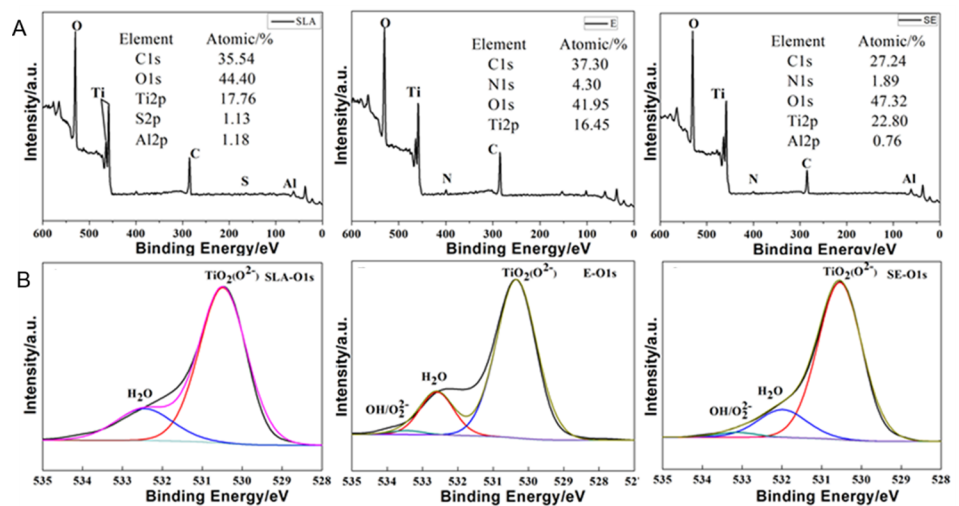 A
SLA
Element Atomic/%
C1s 35.54
O1s 44.40
Ti2p 17.76
S2p 1.13
Al2p 1.18
O
Ti
C
S
Al
Intensity/a.u.
600 500 400 300 200 100 0
Binding Energy/eV
E
Element Atomic/%
C1s 37.30
N1s 4.30
O1s 41.95
Ti2p 16.45
O
Ti
C
N
Intensity/a.u.
600 500 400 300 200 100 0
Binding Energy/eV
SE
Element Atomic/%
C1s 27.24
N1s 1.89
O1s 47.32
Ti2p 22.80
Al2p 0.76
O
Ti
C
N
Al
Intensity/a.u.
600 500 400 300 200 100 0
Binding Energy/eV
B
TiO2(O2-) SLA-O1s
H2O
Intensity/a.u.
535 534 533 532 531 530 529 528
Binding Energy/eV
TiO2(O2-) E-O1s
H2O
OH/O22-
Intensity/a.u.
535 534 533 532 531 530 529 528 52
Binding Energy/eV
TiO2(O2-) SE-O1s
H2O
OH/O22-
Intensity/a.u.
535 534 533 532 531 530 529 528
Binding Energy/eV